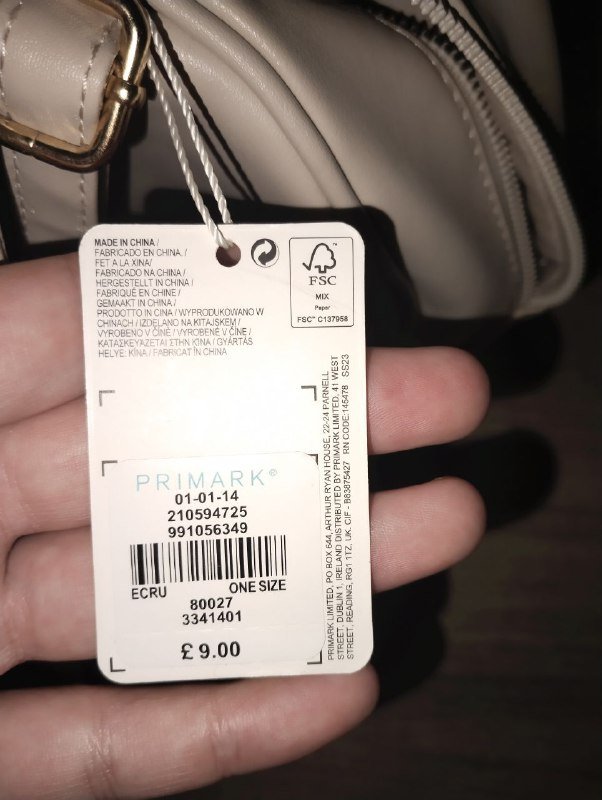 MADE IN CHINA /
FABRICADO EN CHINA, /
FET A LA XINA/
FABRICADO NA CHINA /
HERGESTELLT IN CHINA /
FABRIQUÉ EN CHINE /
GEMAAKT IN CHINA /
PRODOTTO IN CINA / WYPRODUKOWANO W
CHINACH / IZDELANO NA KITAJSKEM /
VYROBENO V ČÍNĚ / VYROBENÉ V ČÍNE /
ΚΑΤΑΣΚΕΥΑΖΕΤΑΙ ΣΤΗΝ ΚΙΝΑ / GYÁRTÁS
HELYE: KÍNA / FABRICAT ÎN CHINA
FSC
MIX
Paper
FSC™ C137958
PRIMARK®
01-01-14
210594725
991056349
ECRU ONE SIZE
80027
3341401
£ 9.00
PRIMARK LIMITED, PO BOX 644, ARTHUR RYAN HOUSE, 22-24 PARNELL
STREET, DUBLIN 1, IRELAND DISTRIBUTED BY PRIMARK LIMITED, 41 WEST
STREET, READING, RG1 1TZ, UK. CIF - B83875427 RN CODE:145478 SS23